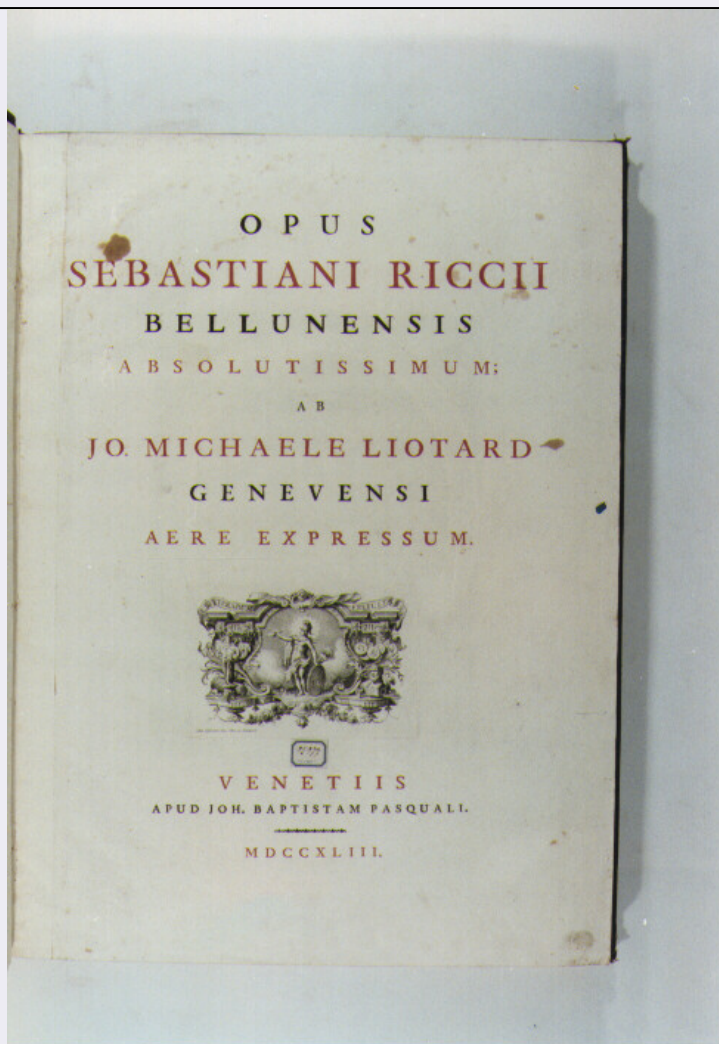 OPUS
SEBASTIANI RICCII
BELLUNENSIS
ABSOLUTISSIMUM;
AB
JO. MICHAELE LIOTARD
GENEVENSI
AERE EXPRESSUM.
VENETIIS
APUD JOH. BAPTISTAM PASQUALI.
MDCCXLIII.